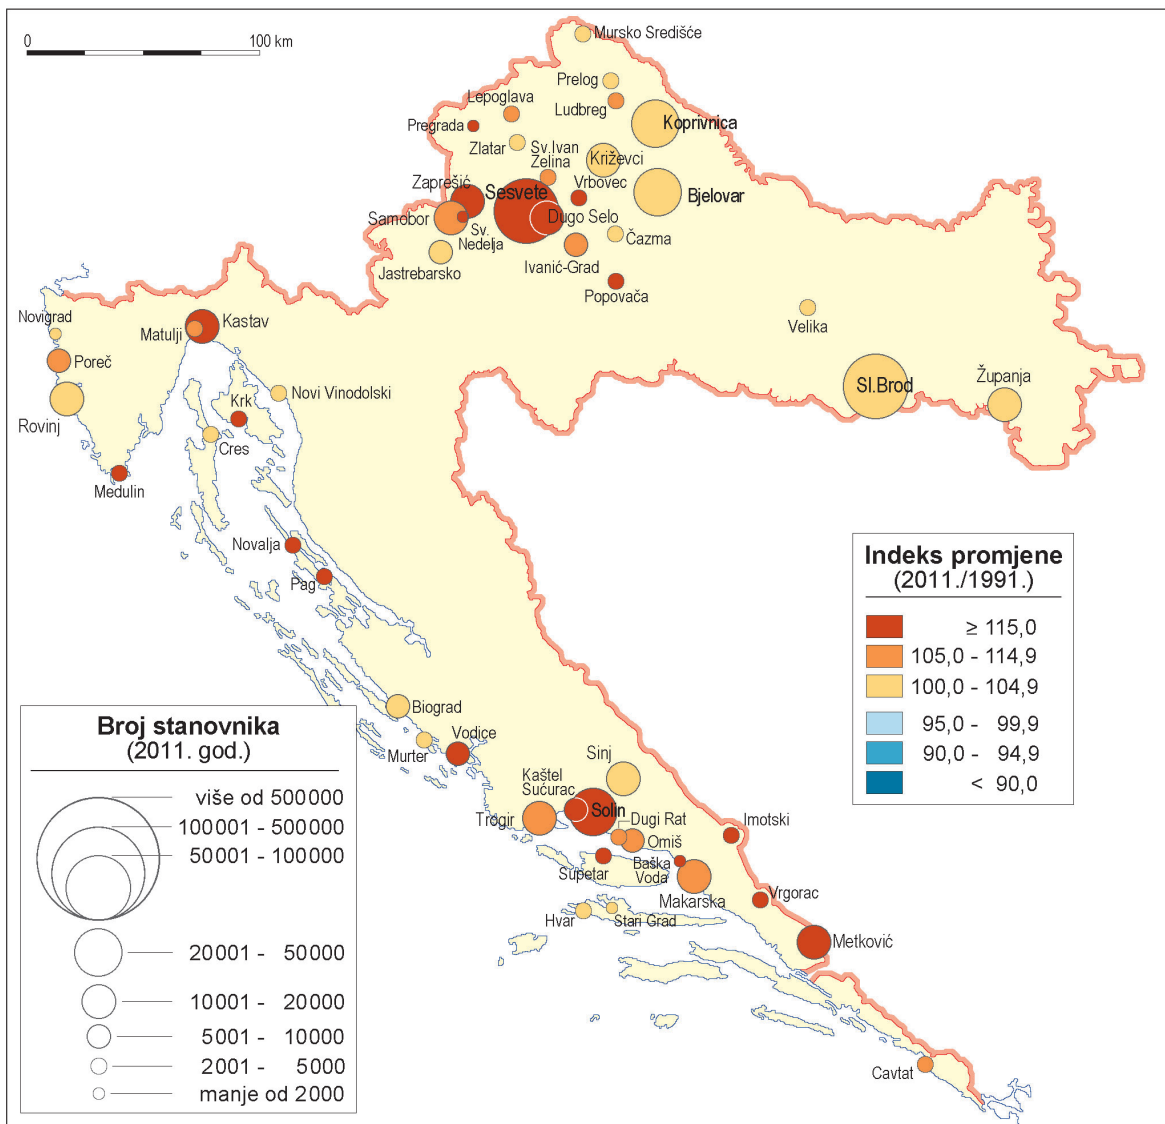 0 100 km
Mursko Središće
Prelog
Lepoglava
Ludbreg
Pregrada
Koprivnica
Zlatar
Sv.Ivan
Zelina
Križevci
Zaprešić
Sesvete
Vrbovec
Bjelovar
Samobor
Dugo Selo
Sv.
Nedelja
Čazma
Jastrebarsko
Ivanić-Grad
Popovača
Novigrad
Matulji
Kastav
Velika
Poreč
Novi Vinodolski
Sl.Brod
Županja
Krk
Rovinj
Cres
Medulin
Novalja
Pag
Biograd
Vodice
Murter
Sinj
Kaštel
Sućurac
Solin
Trogir
Dugi Rat
Omiš
Imotski
Supetar
Baška
Voda
Makarska
Vrgorac
Hvar
Stari Grad
Metković
Cavtat
Indeks promjene
(2011./1991.)
≥ 115,0
105,0 - 114,9
100,0 - 104,9
95,0 - 99,9
90,0 - 94,9
< 90,0
Broj stanovnika
(2011. god.)
više od 500000
100001 - 500000
50001 - 100000
20001 - 50000
10001 - 20000
5001 - 10000
2001 - 5000
manje od 2000